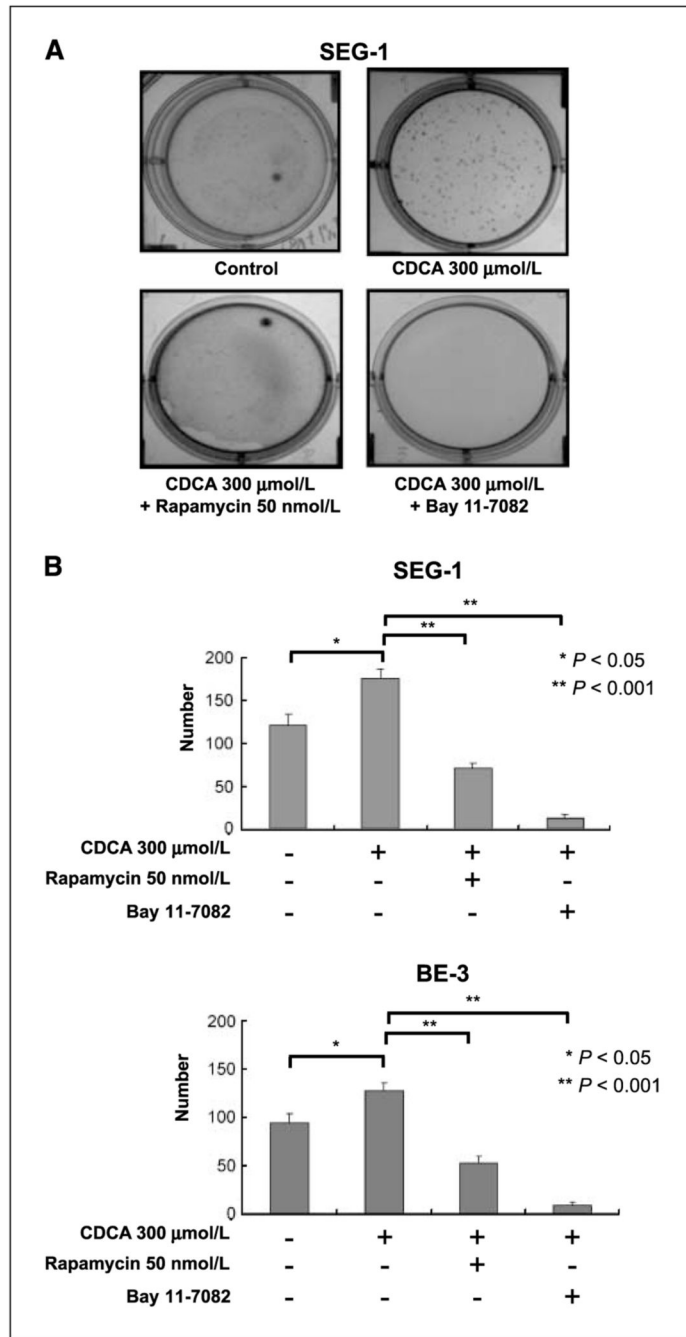 A
SEG-1
Control
CDCA 300 μmol/L
CDCA 300 μmol/L
+ Rapamycin 50 nmol/L
CDCA 300 μmol/L
+ Bay 11-7082
B
SEG-1
**
* **
* P < 0.05
** P < 0.001
Number
200
150
100
50
0
CDCA 300 μmol/L - + + +
Rapamycin 50 nmol/L - - + -
Bay 11-7082 - - - +
BE-3
**
* **
* P < 0.05
** P < 0.001
Number
200
150
100
50
0
CDCA 300 μmol/L - + + +
Rapamycin 50 nmol/L - - + -
Bay 11-7082 - - - +